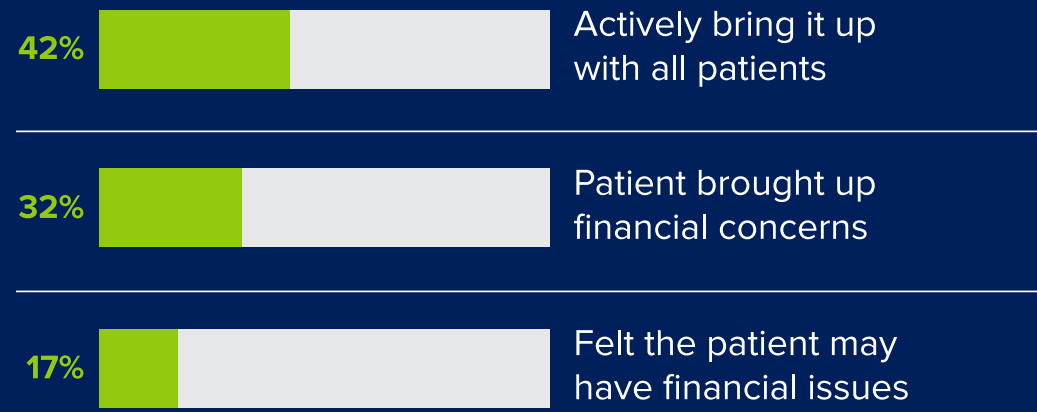 42%
Actively bring it up
with all patients
32%
Patient brought up
financial concerns
17%
Felt the patient may
have financial issues